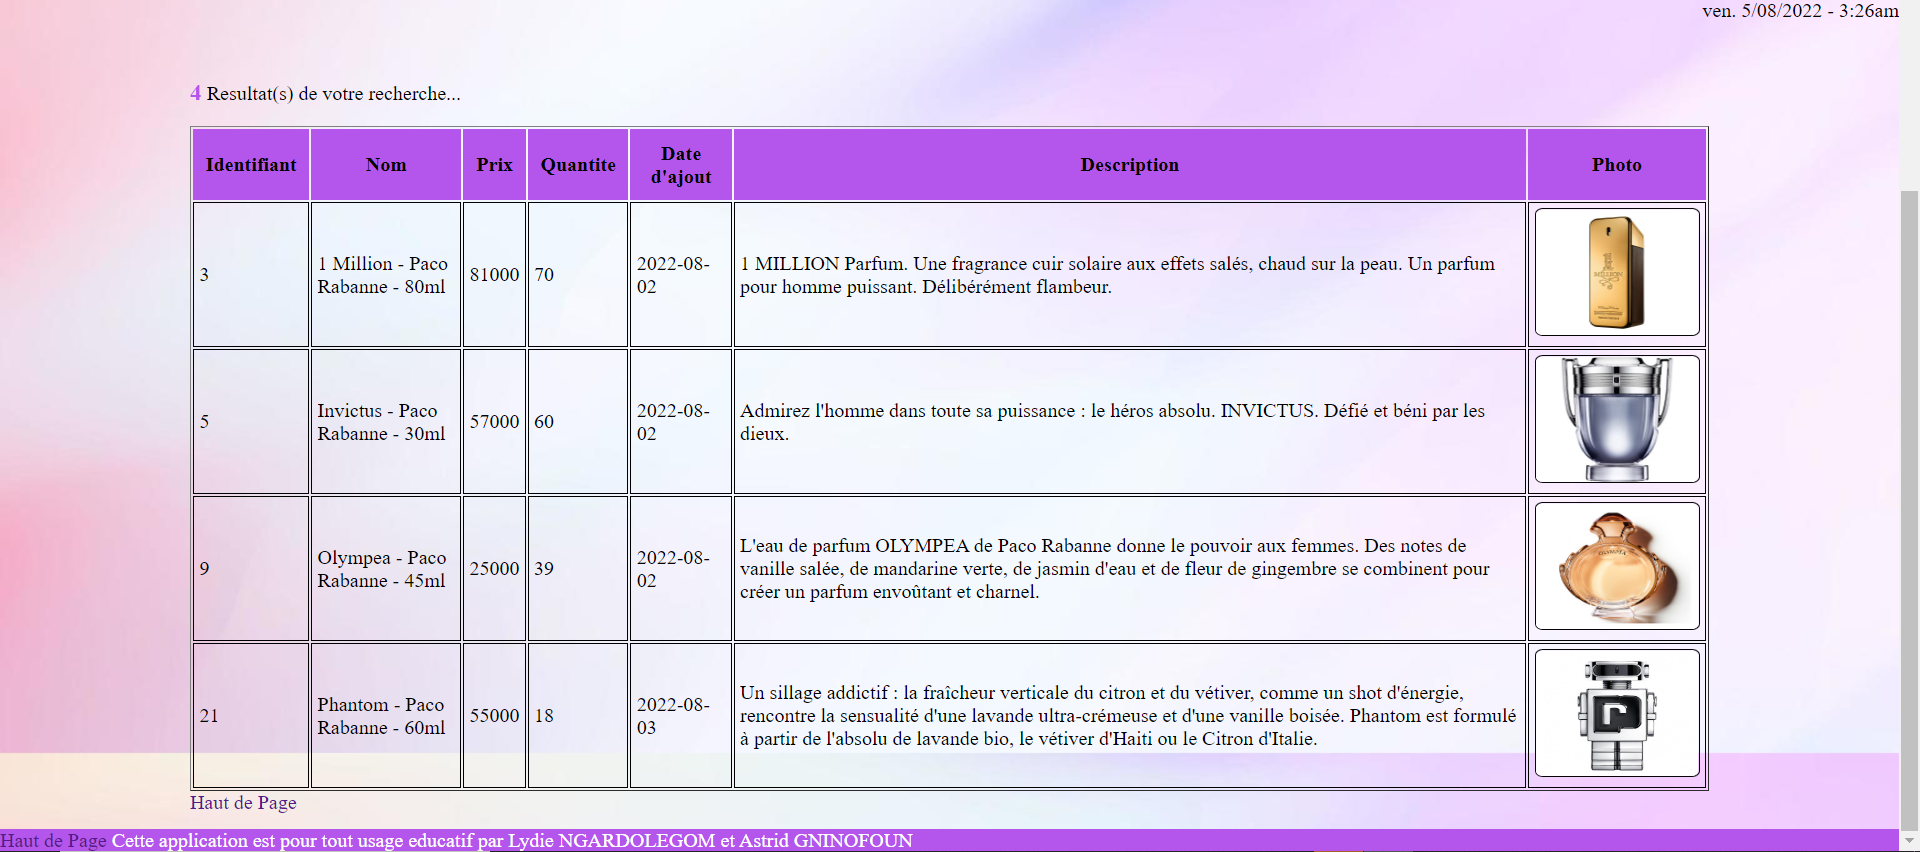 ven. 5/08/2022 - 3:26am
4 Resultat(s) de votre recherche...
Identifiant Nom Prix Quantite Date d'ajout Description Photo
3
1 Million - Paco
Rabanne - 80ml
81000
70
2022-08-
02
1 MILLION Parfum. Une fragrance cuir solaire aux effets salés, chaud sur la peau. Un parfum
pour homme puissant. Délibérément flambeur.
5
Invictus - Paco
Rabanne - 30ml
57000
60
2022-08-
02
Admirez l'homme dans toute sa puissance : le héros absolu. INVICTUS. Défié et béni par les
dieux.
9
Olympea - Paco
Rabanne - 45ml
25000
39
2022-08-
02
L'eau de parfum OLYMPEA de Paco Rabanne donne le pouvoir aux femmes. Des notes de
vanille salée, de mandarine verte, de jasmin d'eau et de fleur de gingembre se combinent pour
créer un parfum envoûtant et charnel.
21
Phantom - Paco
Rabanne - 60ml
55000
18
2022-08-
03
Un sillage addictif : la fraîcheur verticale du citron et du vétiver, comme un shot d'énergie,
rencontre la sensualité d'une lavande ultra-crémeuse et d'une vanille boisée. Phantom est formulé
à partir de l'absolu de lavande bio, le vétiver d'Haiti ou le Citron d'Italie.
Haut de Page
Haut de Page Cette application est pour tout usage educatif par Lydie NGARDOLEGOM et Astrid GNINOFOUN